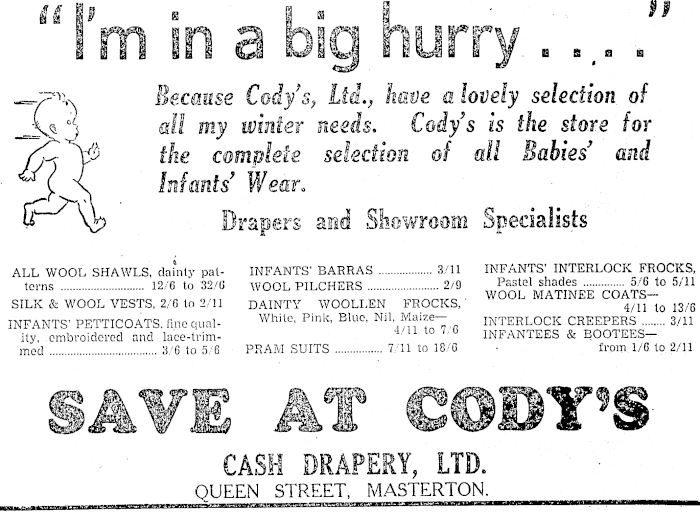 "I'm in a big hurry . . . ."
Because Cody's, Ltd., have a lovely selection of
all my winter needs. Cody's is the store for
the complete selection of all Babies' and
Infants' Wear.
Drapers and Showroom Specialists
ALL WOOL SHAWLS, dainty pat-
terns ..................... 12/6 to 32/6
SILK & WOOL VESTS, 2/6 to 2/11
INFANTS' PETTICOATS. fine qual-
ity, embroidered and lace-trim-
med ........................... 3/6 to 5/6
INFANTS' BARRAS .............. 3/11
WOOL PILCHERS ................... 2/9
DAINTY WOOLLEN FROCKS,
White, Pink, Blue, Nil, Maize—
4/11 to 7/6
PRAM SUITS ............ 7/11 to 18/6
INFANTS' INTERLOCK FROCKS,
Pastel shades ............. 5/6 to 5/11
WOOL MATINEE COATS—
4/11 to 13/6
INTERLOCK CREEPERS ........ 3/11
INFANTEES & BOOTEES—
from 1/6 to 2/11
SAVE AT CODY'S
CASH DRAPERY, LTD.
QUEEN STREET, MASTERTON.